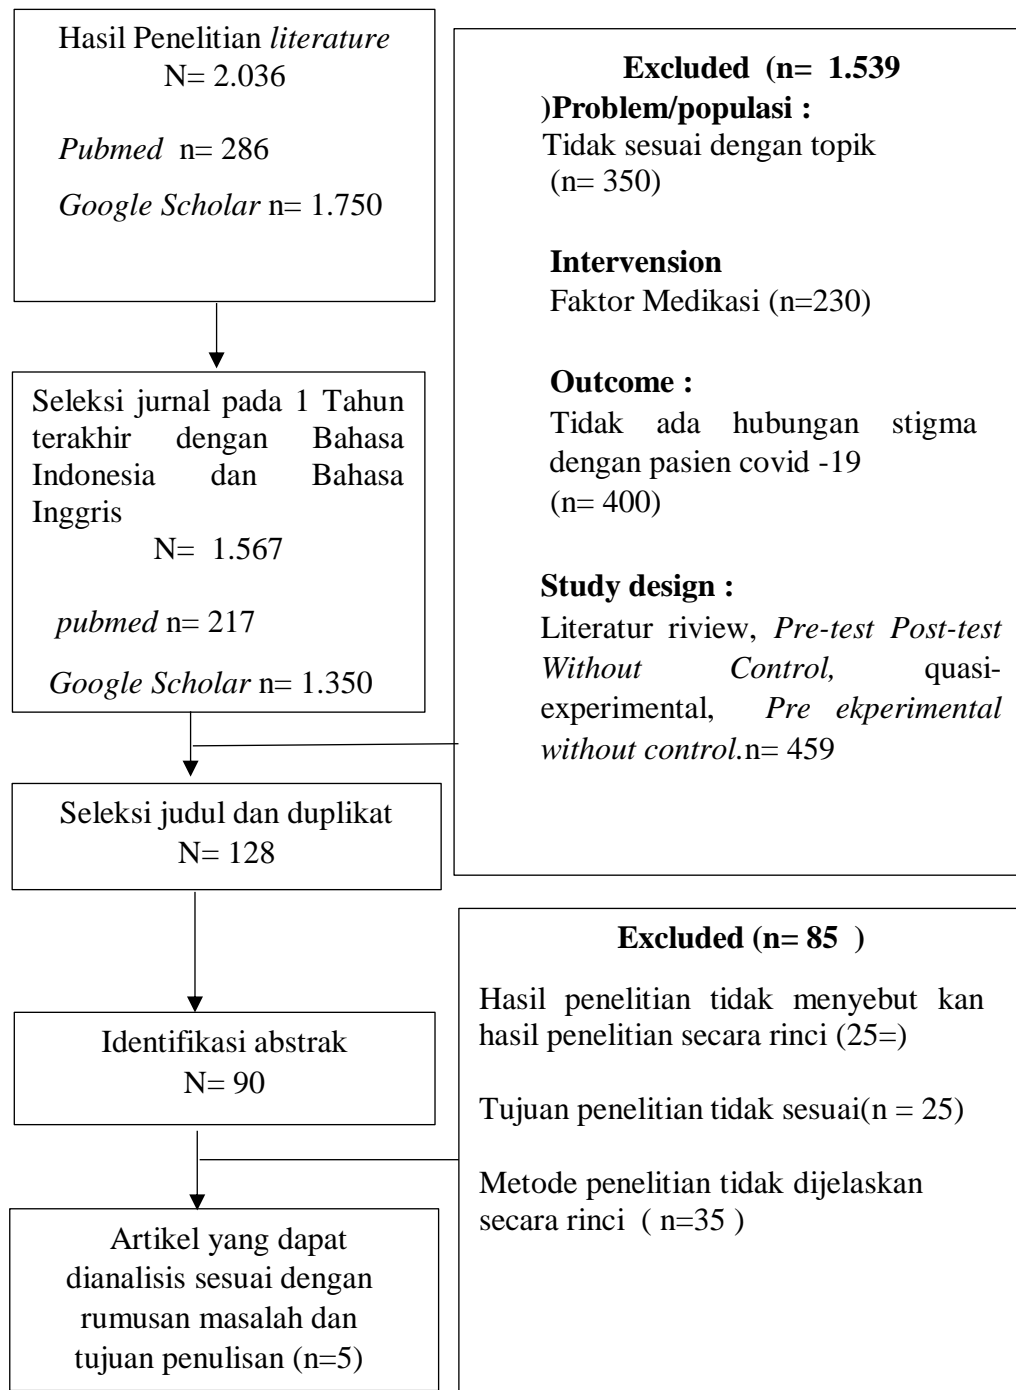 Hasil Penelitian literature
N= 2.036
Pubmed n= 286
Google Scholar n= 1.750
Seleksi jurnal pada 1 Tahun
terakhir dengan Bahasa
Indonesia dan Bahasa
Inggris
N= 1.567
pubmed n= 217
Google Scholar n= 1.350
Excluded (n= 1.539
)Problem/populasi :
Tidak sesuai dengan topik
(n= 350)
Intervension
Faktor Medikasi (n=230)
Outcome :
Tidak ada hubungan stigma
dengan pasien covid -19
(n= 400)
Study design :
Literatur riview, Pre-test Post-test
Without Control, quasi-
experimental, Pre ekperimental
without control.n= 459
Seleksi judul dan duplikat
N= 128
Identifikasi abstrak
N= 90
Excluded (n= 85 )
Hasil penelitian tidak menyebut kan
hasil penelitian secara rinci (25=)
Tujuan penelitian tidak sesuai(n = 25)
Metode penelitian tidak dijelaskan
secara rinci ( n=35 )
Artikel yang dapat
dianalisis sesuai dengan
rumusan masalah dan
tujuan penulisan (n=5)